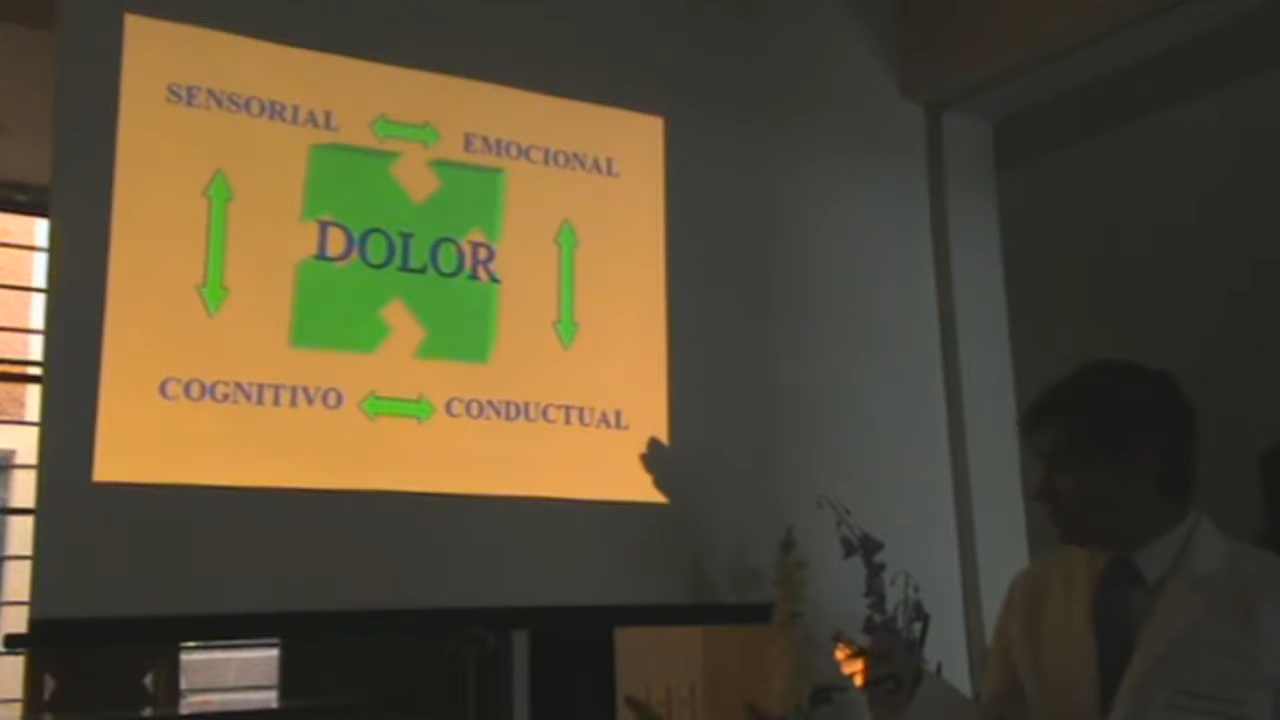 SENSORIAL
EMOCIONAL
DOLOR
COGNITIVO
CONDUCTUAL